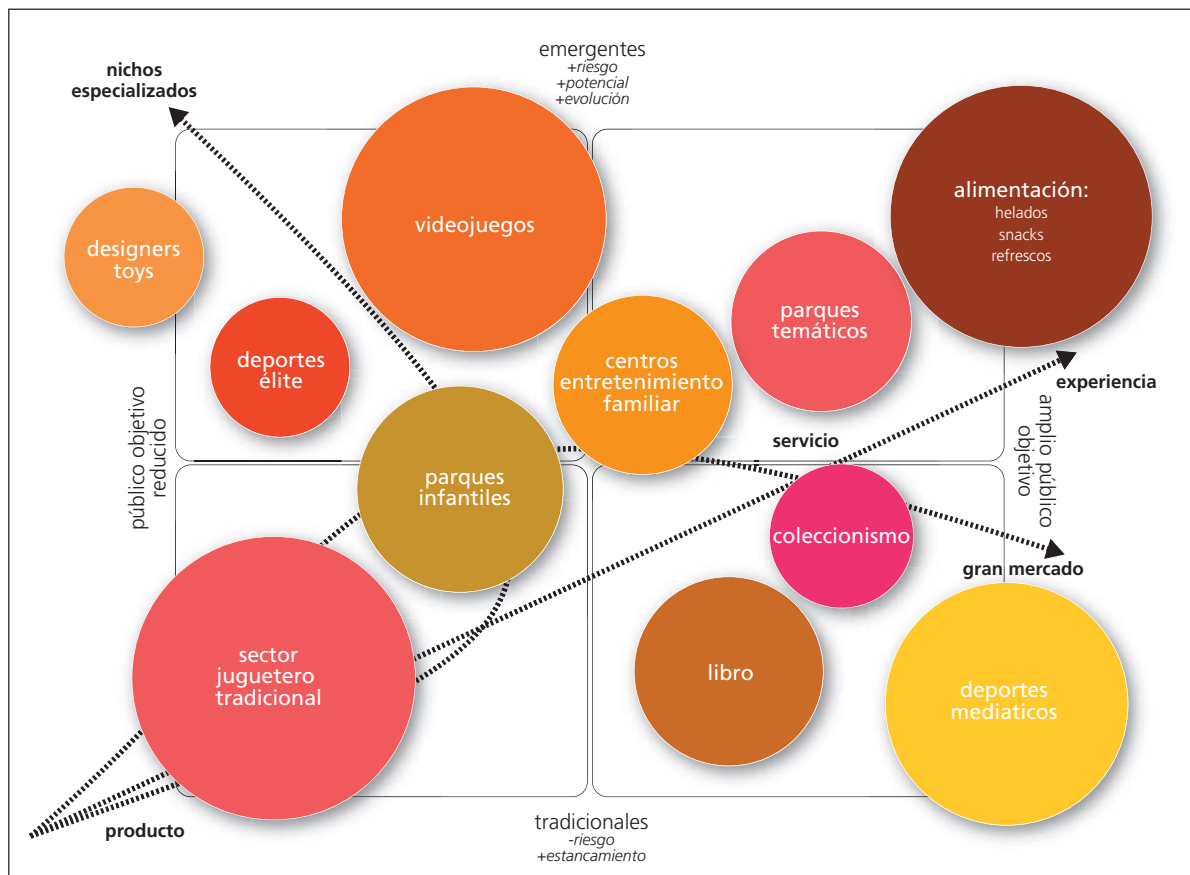 emergentes
+riesgo
+potencial
+evolución
nichos
especializados
videojuegos
alimentación:
helados
snacks
refrescos
designers
toys
parques
temáticos
deportes
élite
centros
entretenimiento
familiar
experiencia
público objetivo
reducido
servicio
amplio público
objetivo
parques
infantiles
coleccionismo
gran mercado
sector
juguetero
tradicional
libro
deportes
mediaticos
producto
tradicionales
-riesgo
+estancamiento